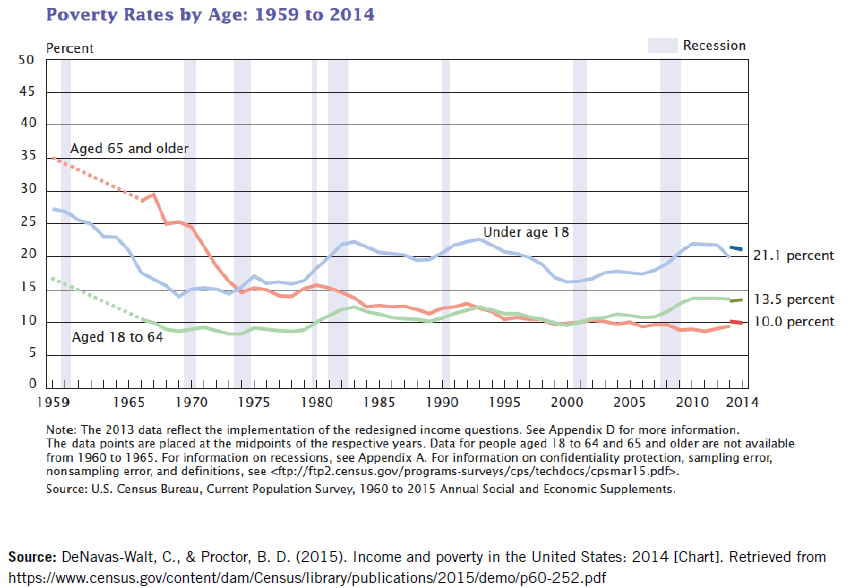 Poverty Rates by Age: 1959 to 2014
Percent
Recession
50
45
40
35
30
25
20
15
10
5
0
Aged 65 and older
Under age 18
Aged 18 to 64
21.1 percent
13.5 percent
10.0 percent
1959 1965 1970 1975 1980 1985 1990 1995 2000 2005 2010 2014
Note: The 2013 data reflect the implementation of the redesigned income questions. See Appendix D for more information.
The data points are placed at the midpoints of the respective years. Data for people aged 18 to 64 and 65 and older are not available
from 1960 to 1965. For information on recessions, see Appendix A. For information on confidentiality protection, sampling error,
nonsampling error, and definitions, see <ftp://ftp2.census.gov/programs-surveys/cps/techdocs/cpsmar15.pdf>.
Source: U.S. Census Bureau, Current Population Survey, 1960 to 2015 Annual Social and Economic Supplements.
Source: DeNavas-Walt, C., & Proctor, B. D. (2015). Income and poverty in the United States: 2014 [Chart]. Retrieved from
https://www.census.gov/content/dam/Census/library/publications/2015/demo/p60-252.pdf